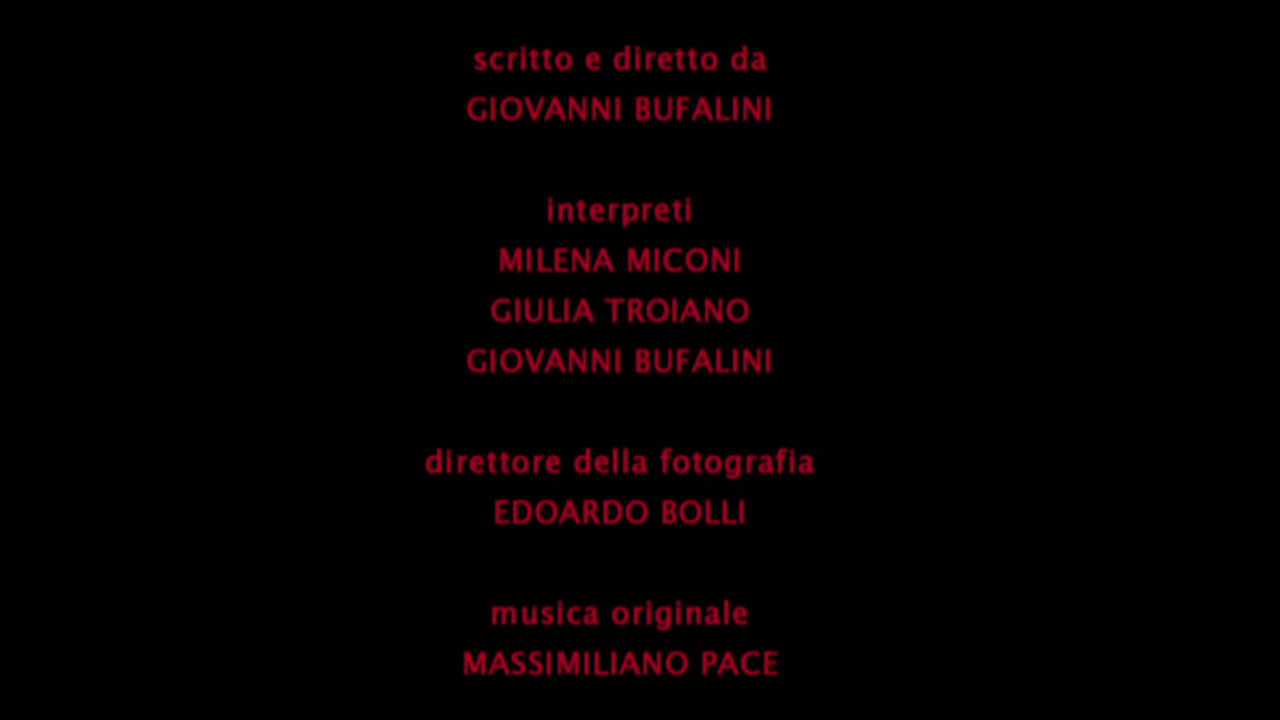 scritto e diretto da
GIOVANNI BUFALINI
interpreti
MILENA MICONI
GIULIA TROIANO
GIOVANNI BUFALINI
direttore della fotografia
EDOARDO BOLLI
musica originale
MASSIMILIANO PACE